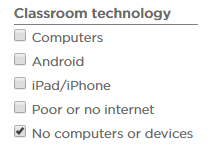 Classroom technology
Computers
Android
iPad/iPhone
Poor or no internet
No computers or devices